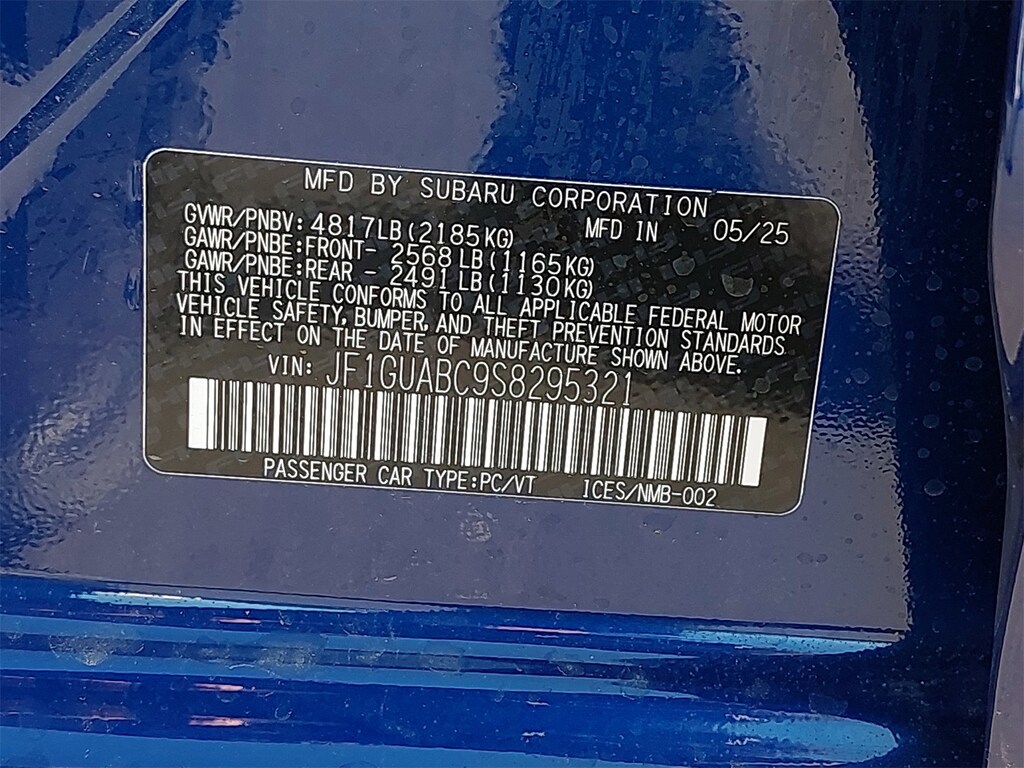 MFD BY SUBARU CORPORATION
GVWR/PNBV: 4817LB(2185KG) MFD IN 05/25
GAWR/PNBE:FRONT- 2568LB(1165KG)
GAWR/PNBE:REAR - 2491LB(1130KG)
THIS VEHICLE CONFORMS TO ALL APPLICABLE FEDERAL MOTOR
VEHICLE SAFETY, BUMPER, AND THEFT PREVENTION STANDARDS
IN EFFECT ON THE DATE OF MANUFACTURE SHOWN ABOVE.
VIN: JF1GUABC9S8295321
PASSENGER CAR TYPE:PC/VT ICES/NMB-002